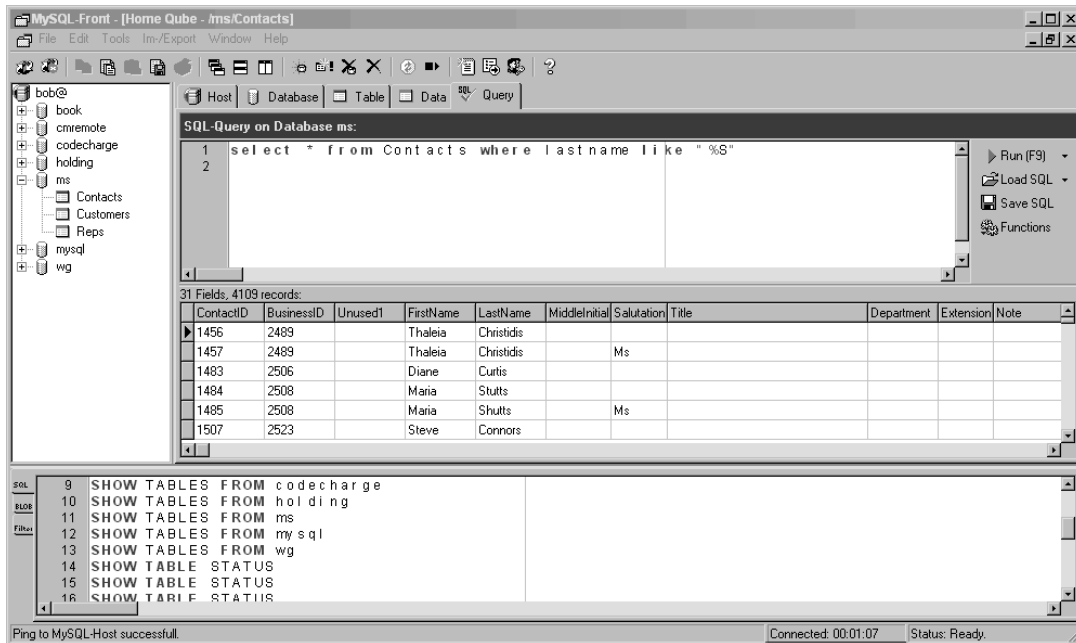 MySQL-Front - [Home Qube - /ms/Contacts]
File Edit Tools Im-/Export Window Help
bob@
book
cmremote
codecharge
holding
ms
Contacts
Customers
Reps
mysql
wg
Host Database Table Data SQL Query
SQL-Query on Database ms:
1 select * from Contacts where lastname like "%S"
2
Run (F9)
Load SQL
Save SQL
Functions
31 Fields, 4109 records:
ContactID BusinessID Unused1 FirstName LastName MiddleInitial Salutation Title Department Extension Note
1456 2489 Thaleia Christidis
1457 2489 Thaleia Christidis Ms
1483 2506 Diane Curtis
1484 2508 Maria Stutts
1485 2508 Maria Shutts Ms
1507 2523 Steve Connors
SQL
BLOB
Filter
9 SHOW TABLES FROM codecharge
10 SHOW TABLES FROM holding
11 SHOW TABLES FROM ms
12 SHOW TABLES FROM mysql
13 SHOW TABLES FROM wg
14 SHOW TABLE STATUS
15 SHOW TABLE STATUS
16 SHOW TABLE STATUS
Ping to MySQL-Host successfull. Connected: 00:01:07 Status: Ready.